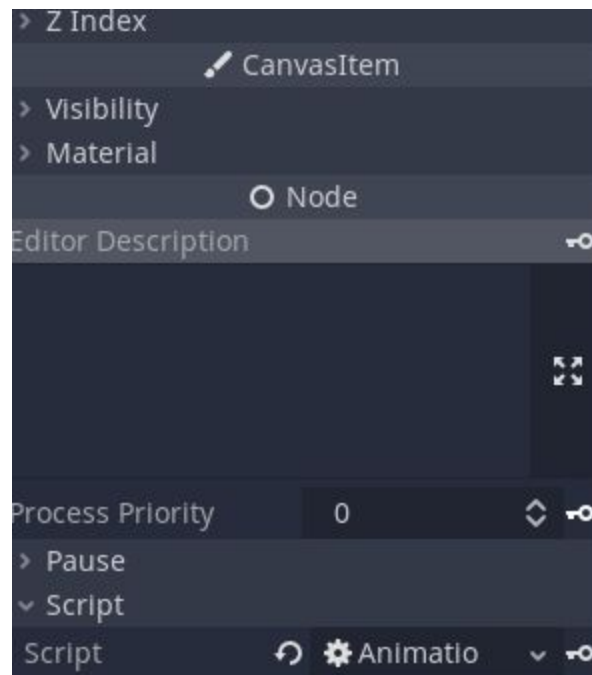 Z Index
CanvasItem
Visibility
Material
Node
Editor Description
Process Priority 0
Pause
Script
Script Animatio